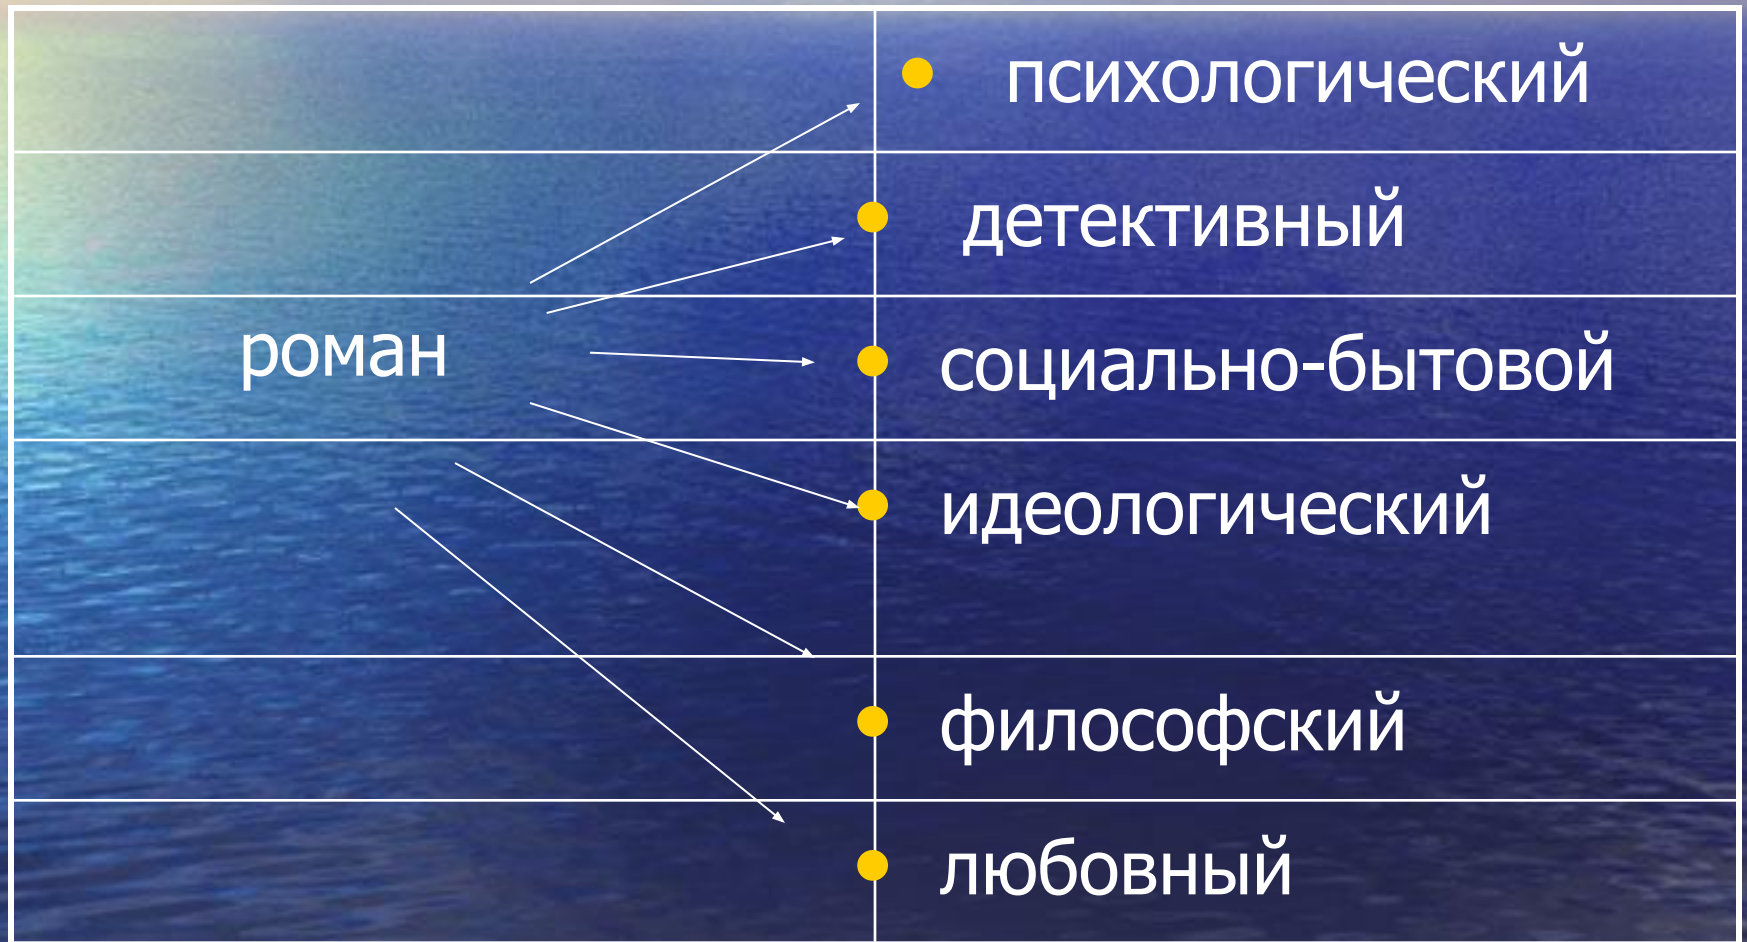 психологический
детективный
роман
социально-бытовой
идеологический
философский
любовный